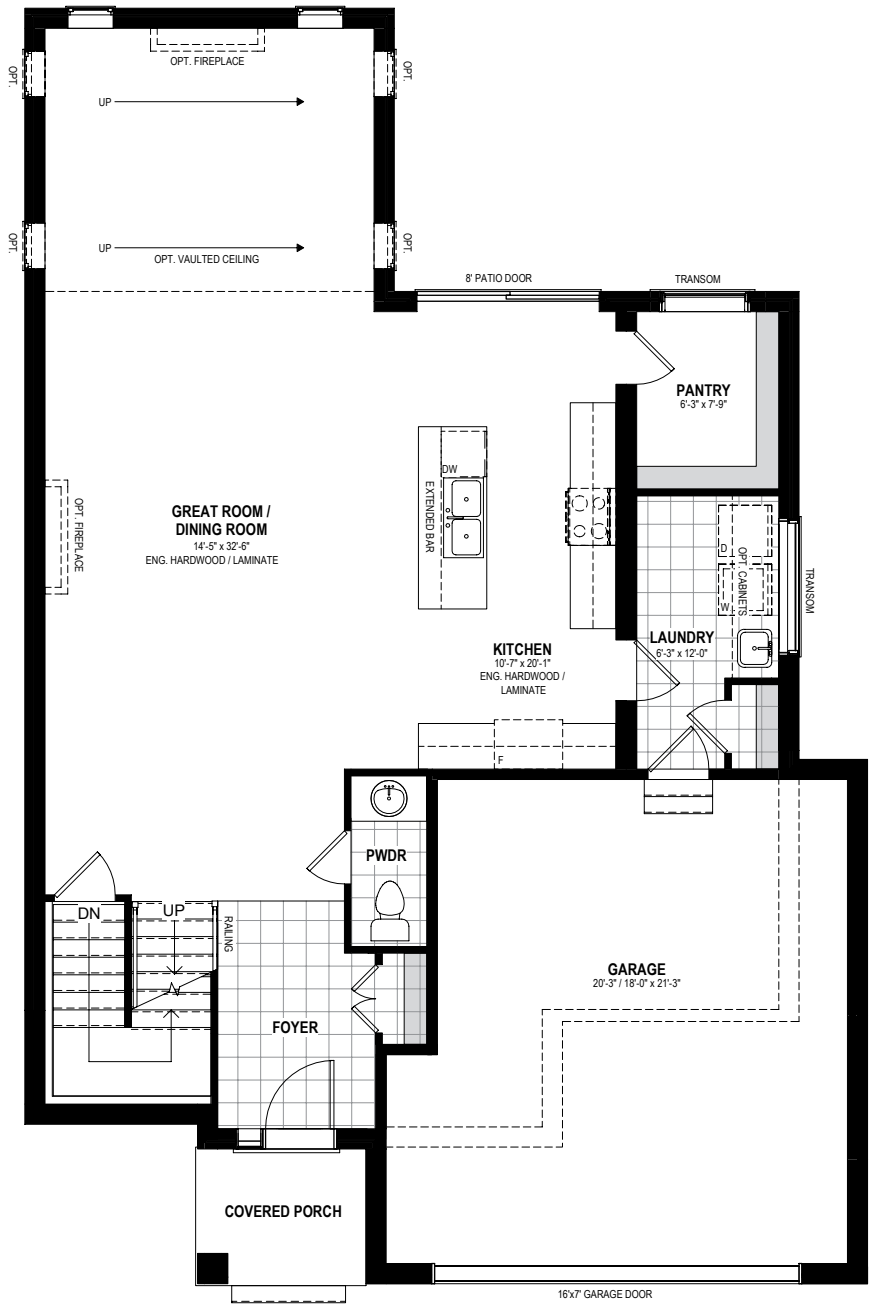 OPT. FIREPLACE
OPT.
OPT.
UP
UP
OPT. VAULTED CEILING
OPT.
OPT.
8' PATIO DOOR
TRANSOM
PANTRY
6'-3" x 7'-9"
DW
EXTENDED BAR
OPT. FIREPLACE
GREAT ROOM /
DINING ROOM
14'-5" x 32'-6"
ENG. HARDWOOD / LAMINATE
D
OPT. CABINETS
W
TRANSOM
LAUNDRY
6'-3" x 12'-0"
KITCHEN
10'-7" x 20'-1"
ENG. HARDWOOD /
LAMINATE
F
PWDR
DN
UP
RAILING
GARAGE
20'-3" / 18'-0" x 21'-3"
FOYER
COVERED PORCH
16'x7' GARAGE DOOR